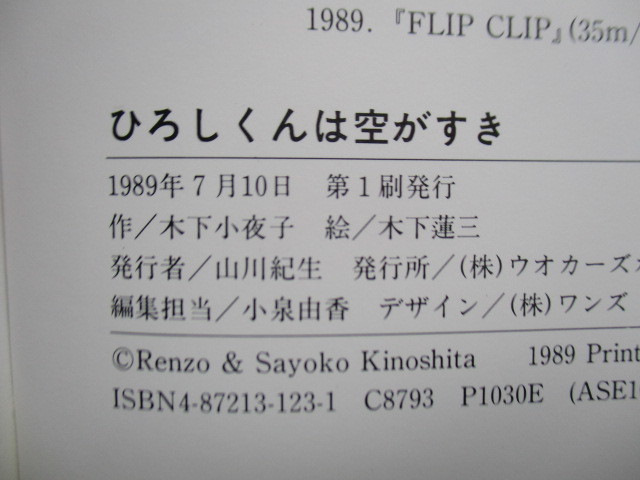 1989.『FLIP CLIP』(35m/
ひろしくんは空がすき
1989年7月10日　第1刷発行
作/木下小夜子　絵/木下蓮三
発行者/山川紀生　発行所/(株)ウオカーズ
編集担当/小泉由香　デザイン/(株)ワンズ
©Renzo & Sayoko Kinoshita　1989 Print
ISBN4-87213-123-1　C8793　P1030E　(ASE10